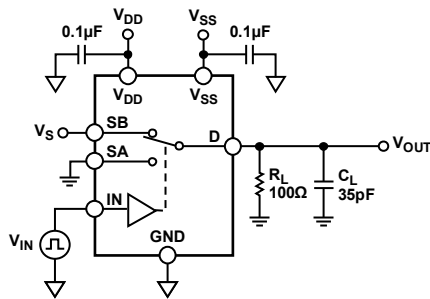 0.1µF
VDD
VSS
0.1µF
VDD
VSS
VS
SB
SA
D
VOUT
IN
RL
100Ω
CL
35pF
VIN
GND